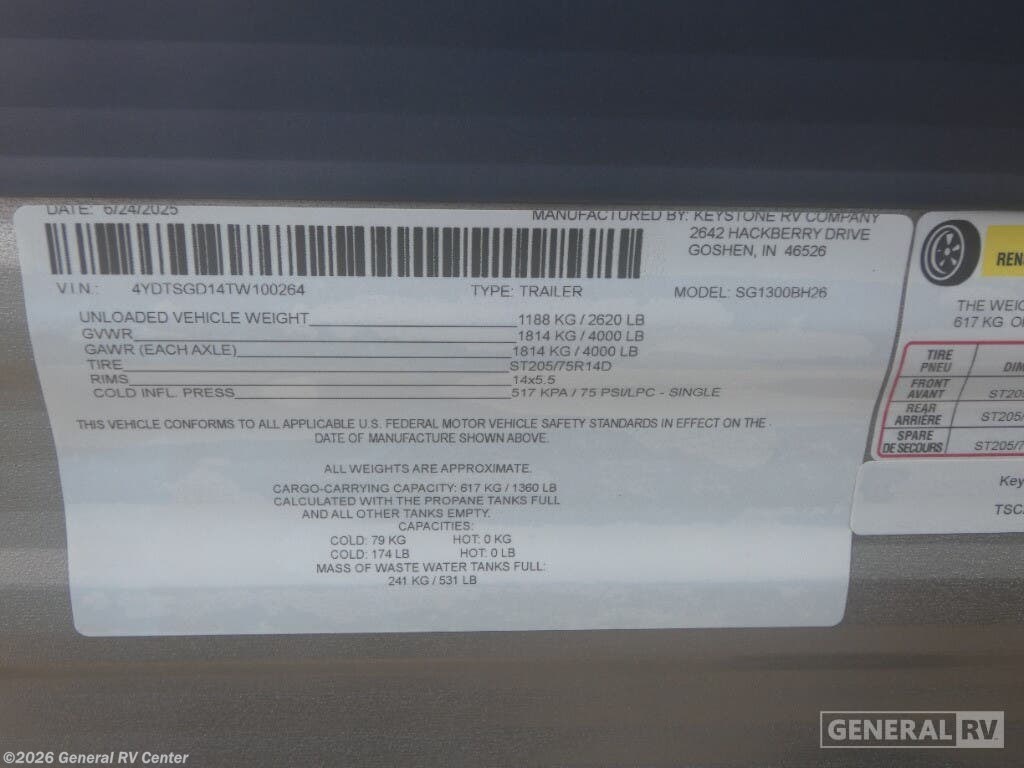 DATE: 6/24/2025
MANUFACTURED BY: KEYSTONE RV COMPANY
2642 HACKBERRY DRIVE
GOSHEN, IN 46526
V.I.N.: 4YDTSGD14TW100264 TYPE: TRAILER MODEL: SG1300BH26
UNLOADED VEHICLE WEIGHT 1188 KG / 2620 LB
GVWR 1814 KG / 4000 LB
GAWR (EACH AXLE) 1814 KG / 4000 LB
TIRE ST205/75R14D
RIMS 14x5.5
COLD INFL. PRESS 517 KPA / 75 PSI/LPC - SINGLE
THIS VEHICLE CONFORMS TO ALL APPLICABLE U.S. FEDERAL MOTOR VEHICLE SAFETY STANDARDS IN EFFECT ON THE
DATE OF MANUFACTURE SHOWN ABOVE.
ALL WEIGHTS ARE APPROXIMATE.
CARGO-CARRYING CAPACITY: 617 KG / 1360 LB
CALCULATED WITH THE PROPANE TANKS FULL
AND ALL OTHER TANKS EMPTY.
CAPACITIES:
COLD: 79 KG HOT: 0 KG
COLD: 174 LB HOT: 0 LB
MASS OF WASTE WATER TANKS FULL:
241 KG / 531 LB
RENS
THE WEIG
617 KG O
TIRE
PNEU
DIM
FRONT
AVANT
ST205
REAR
ARRIÈRE
ST205/
SPARE
DE SECOURS
ST205/7
Key
TSC
GENERAL RV
©2026 General RV Center